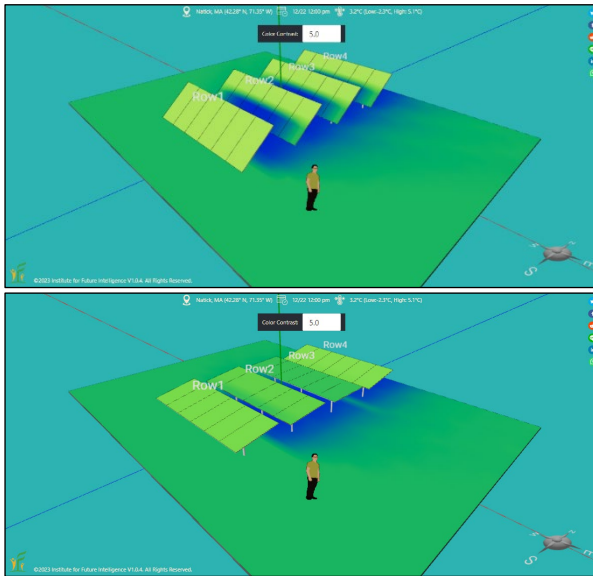 Natick, MA (42.28° N, 71.35° W) 12/22 12:00 pm 3.2°C (Low:-2.3°C, High: 5.1°C)
Color Contrast: 5.0
Row4
Row3
Row2
Row1
S
E
©2023 Institute for Future Intelligence V1.0.4. All Rights Reserved.
Natick, MA (42.28° N, 71.35° W) 12/22 12:00 pm 3.2°C (Low:-2.3°C, High: 5.1°C)
Color Contrast: 5.0
Row4
Row3
Row2
Row1
S
E
©2023 Institute for Future Intelligence V1.0.4. All Rights Reserved.